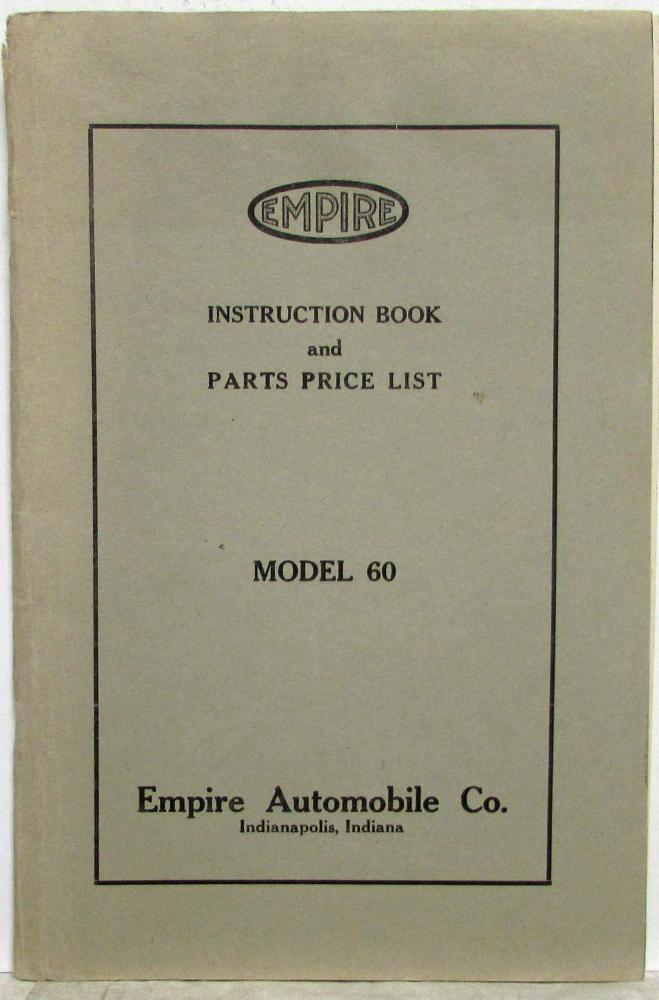 EMPIRE
INSTRUCTION BOOK
and
PARTS PRICE LIST
MODEL 60
Empire Automobile Co.
Indianapolis, Indiana